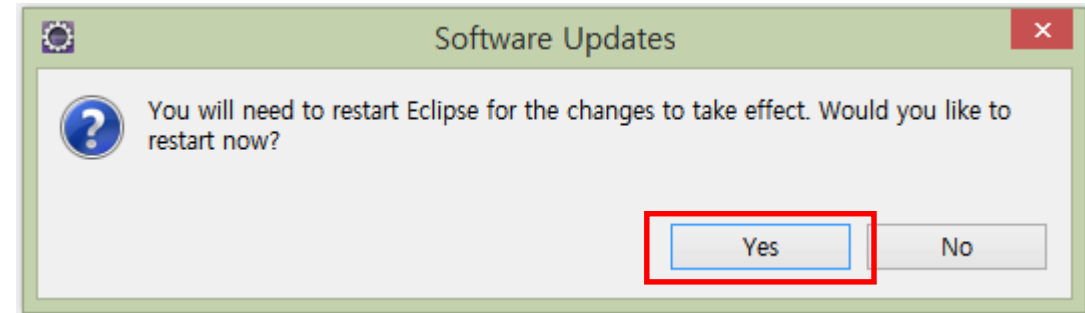 Software Updates
You will need to restart Eclipse for the changes to take effect. Would you like to
restart now?
Yes No